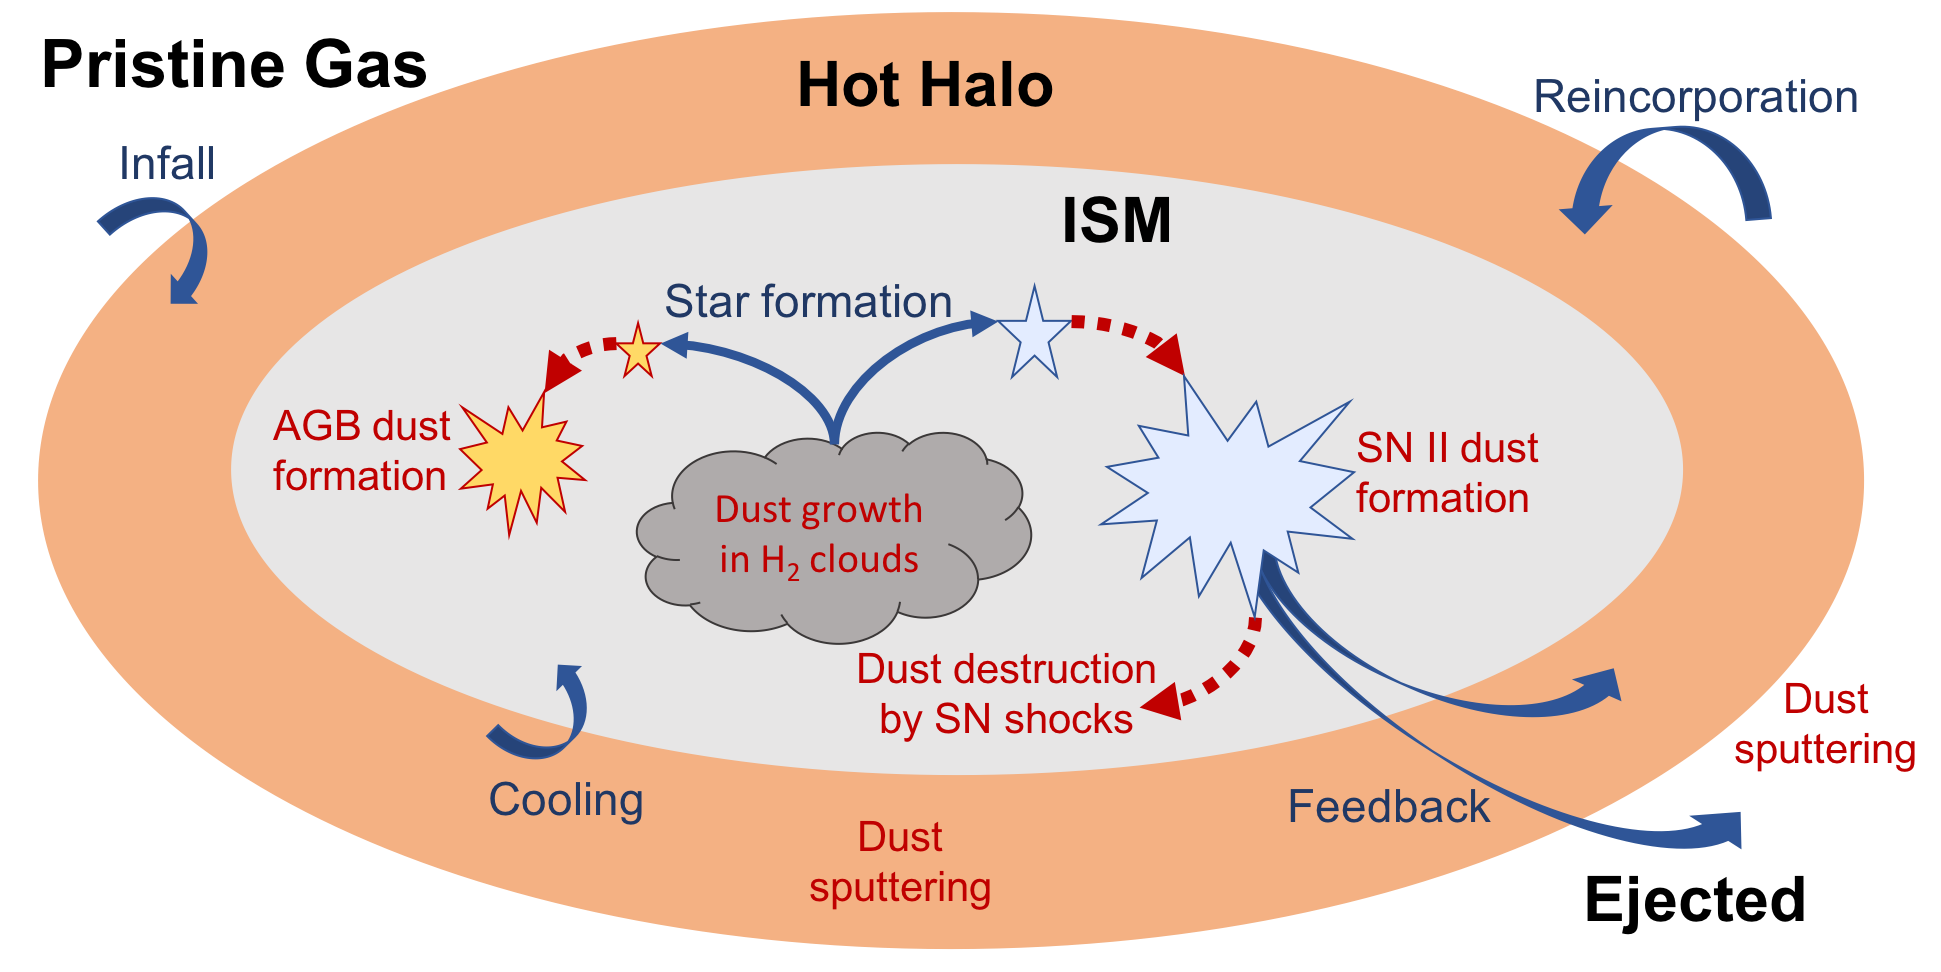 Pristine Gas
Hot Halo
Reincorporation
Infall
ISM
Star formation
AGB dust
formation
Dust growth
in H₂ clouds
SN II dust
formation
Dust destruction
by SN shocks
Dust
sputtering
Cooling
Feedback
Dust
sputtering
Ejected